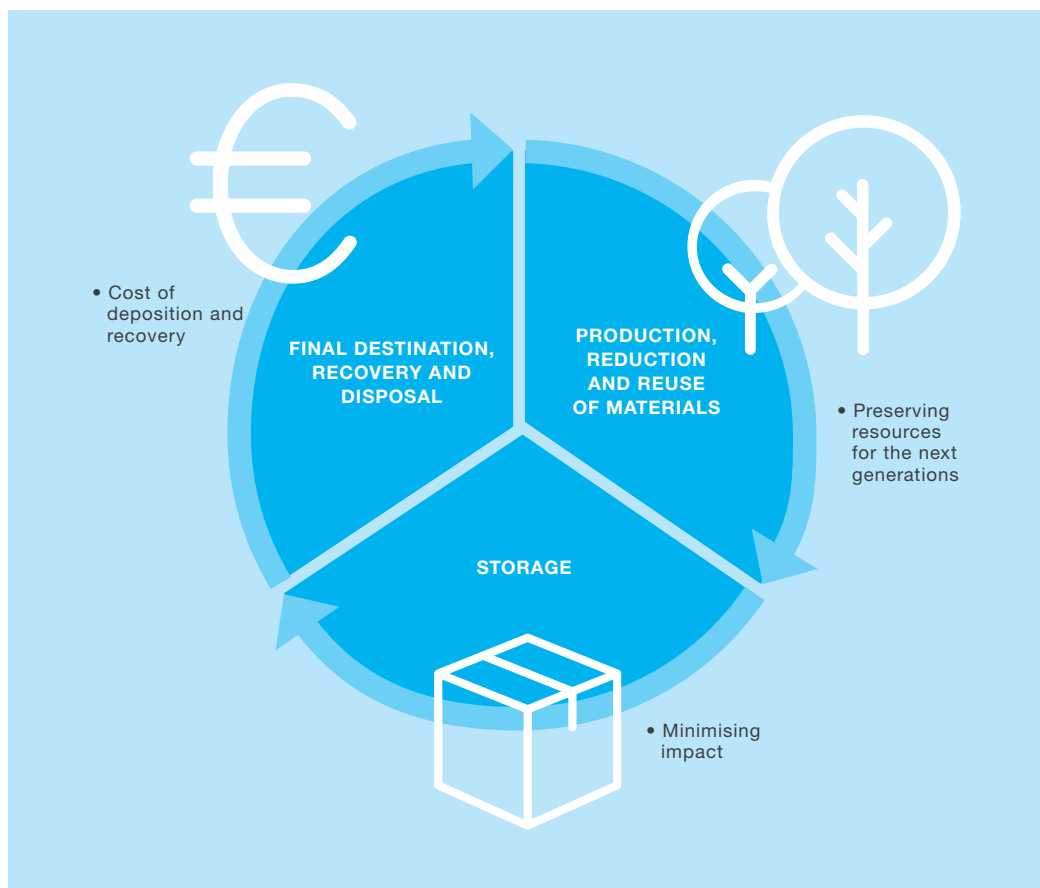 • Cost of
deposition and
recovery
FINAL DESTINATION,
RECOVERY AND
DISPOSAL
PRODUCTION,
REDUCTION
AND REUSE
OF MATERIALS
• Preserving
resources
for the next
generations
STORAGE
• Minimising
impact